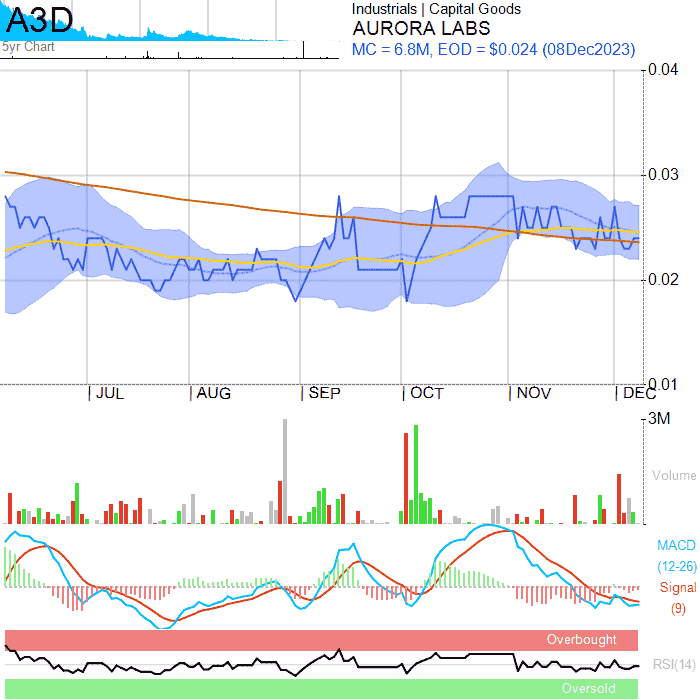 A3D
5yr Chart
Industrials | Capital Goods
AURORA LABS
MC = 6.8M, EOD = $0.024 (08Dec2023)
0.04
0.03
0.02
0.01
JUL AUG SEP OCT NOV DEC
3M
Volume
MACD
(12-26)
Signal
(9)
Overbought
RSI(14)
Oversold